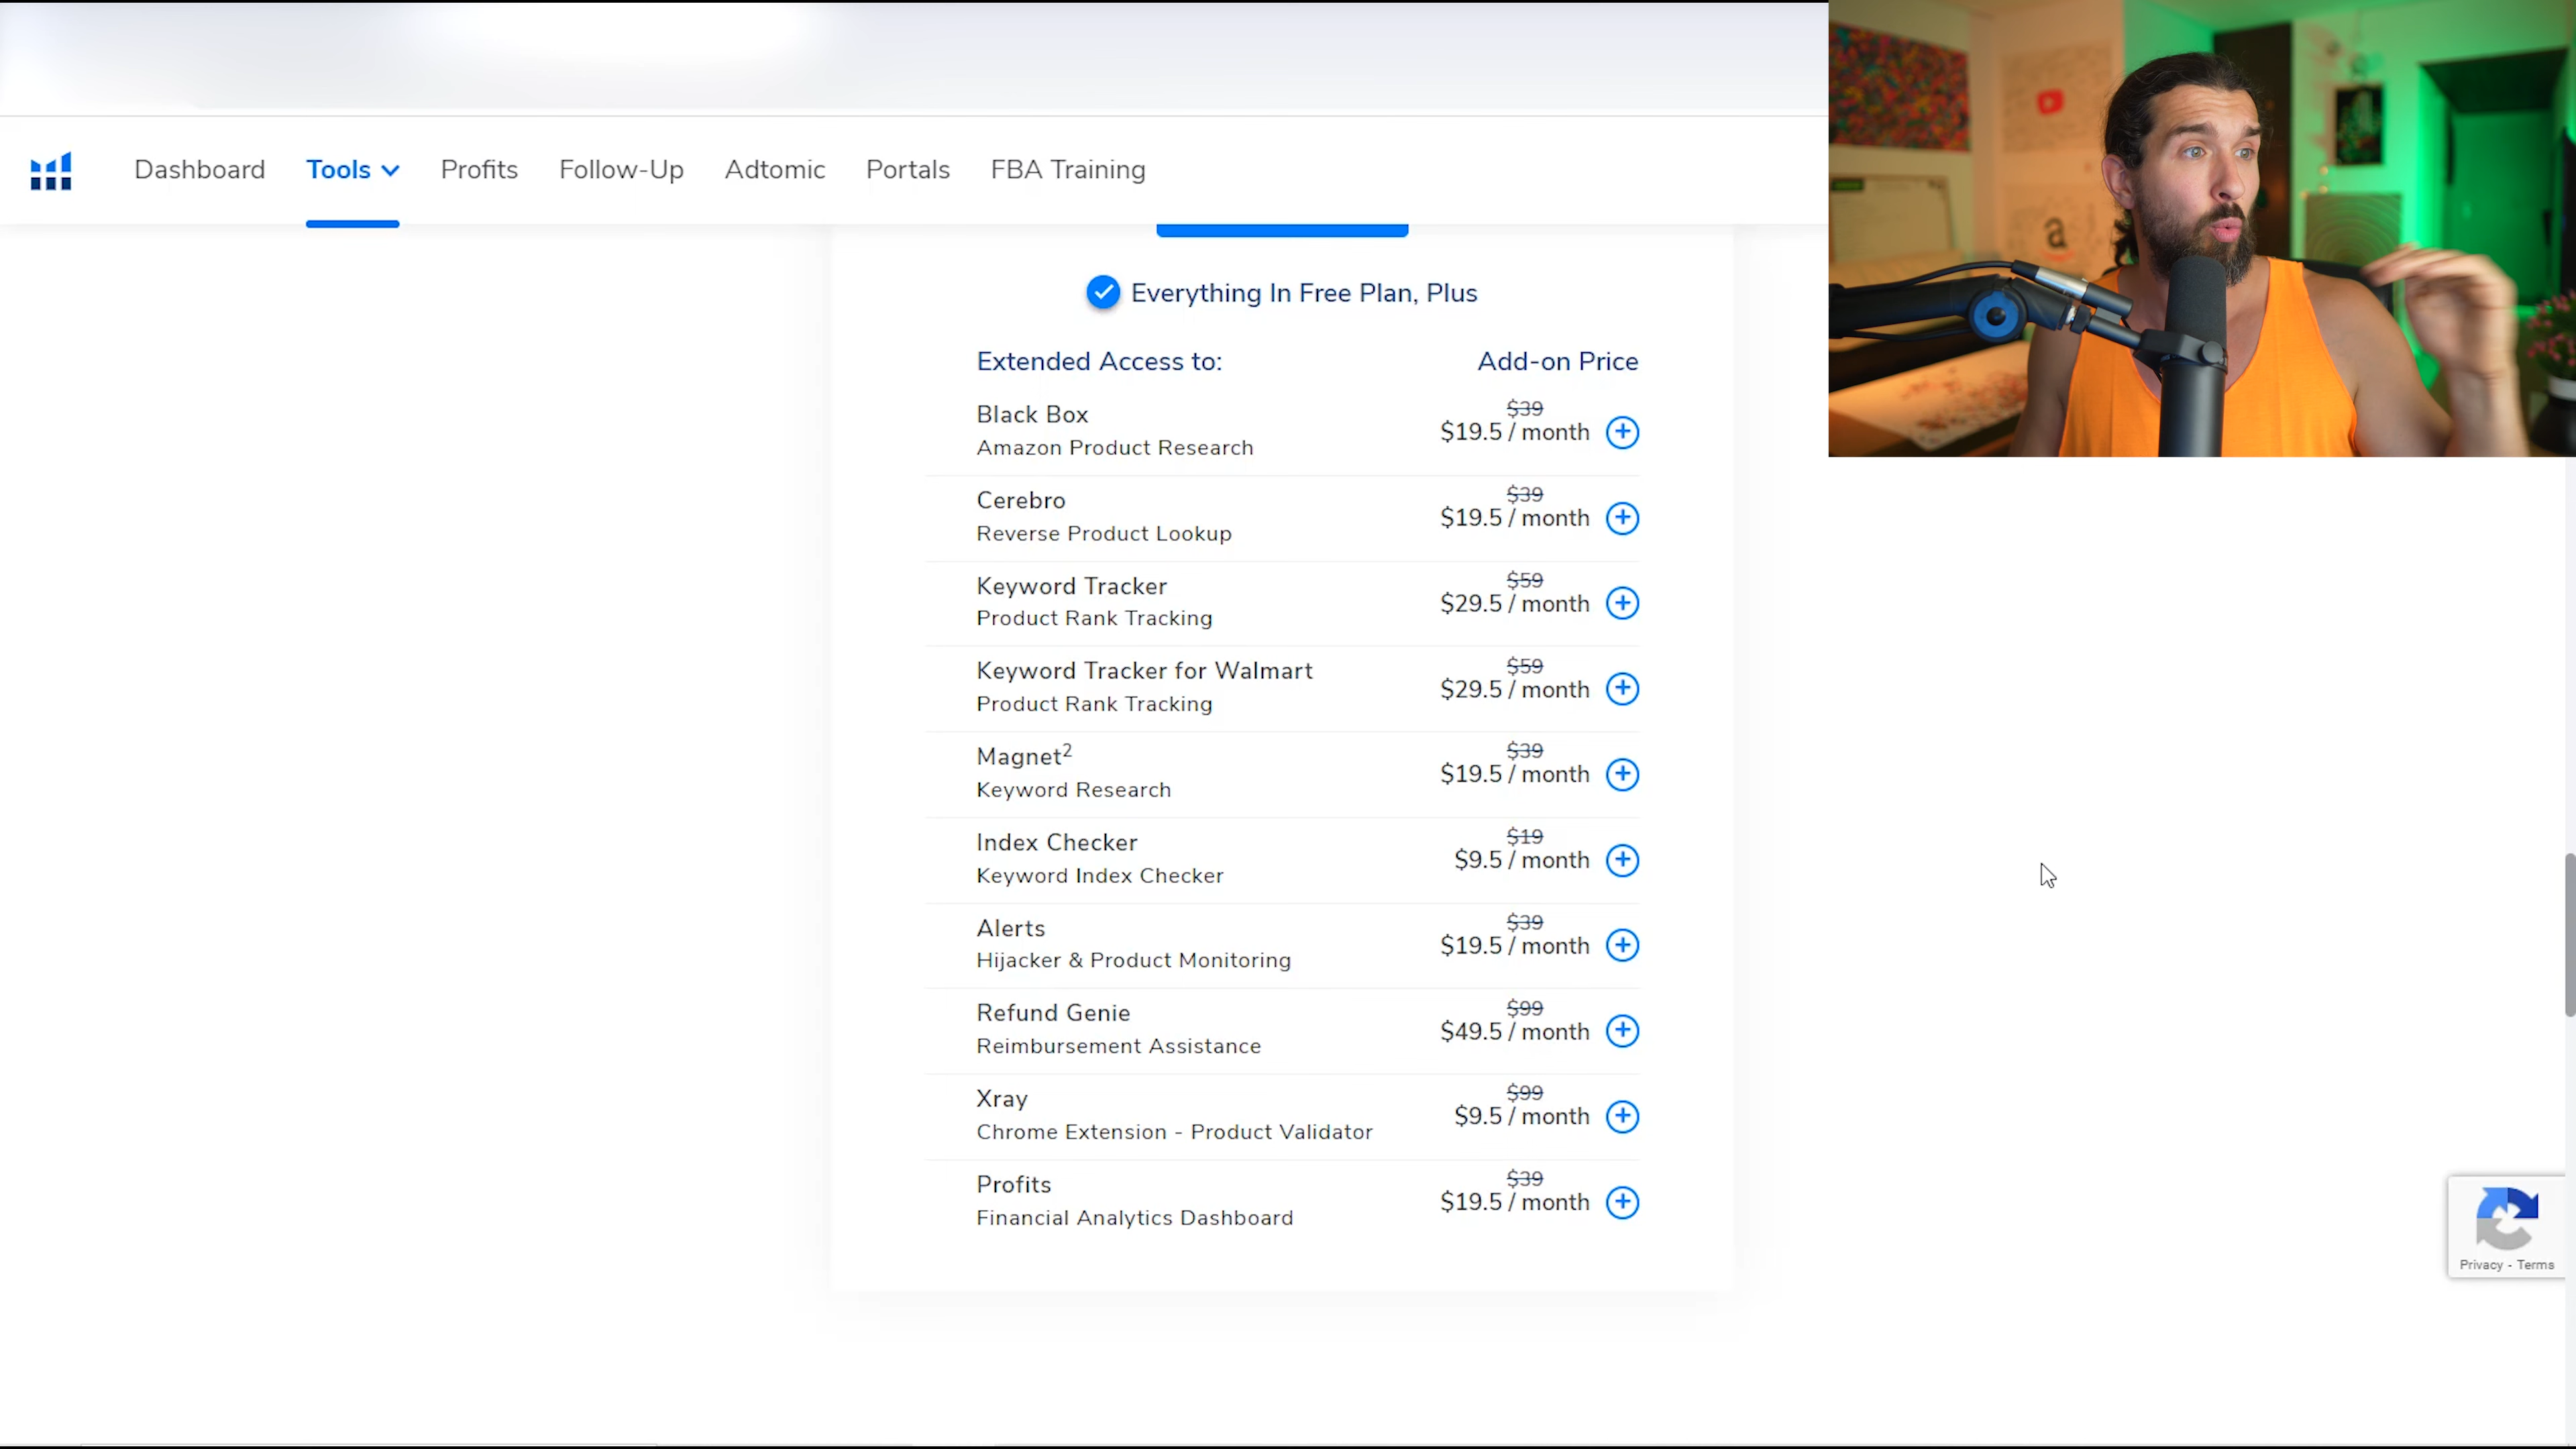 Dashboard
Tools
Profits
Follow-Up
Adtomic
Portals
FBA Training
Everything In Free Plan, Plus
Extended Access to:
Add-on Price
Black Box
Amazon Product Research
$39
$19.5 / month
Cerebro
Reverse Product Lookup
$39
$19.5 / month
Keyword Tracker
Product Rank Tracking
$59
$29.5 / month
Keyword Tracker for Walmart
Product Rank Tracking
$59
$29.5 / month
Magnet²
Keyword Research
$39
$19.5 / month
Index Checker
Keyword Index Checker
$19
$9.5 / month
Alerts
Hijacker & Product Monitoring
$39
$19.5 / month
Refund Genie
Reimbursement Assistance
$99
$49.5 / month
Xray
Chrome Extension - Product Validator
$99
$9.5 / month
Profits
Financial Analytics Dashboard
$39
$19.5 / month
Privacy - Terms
a